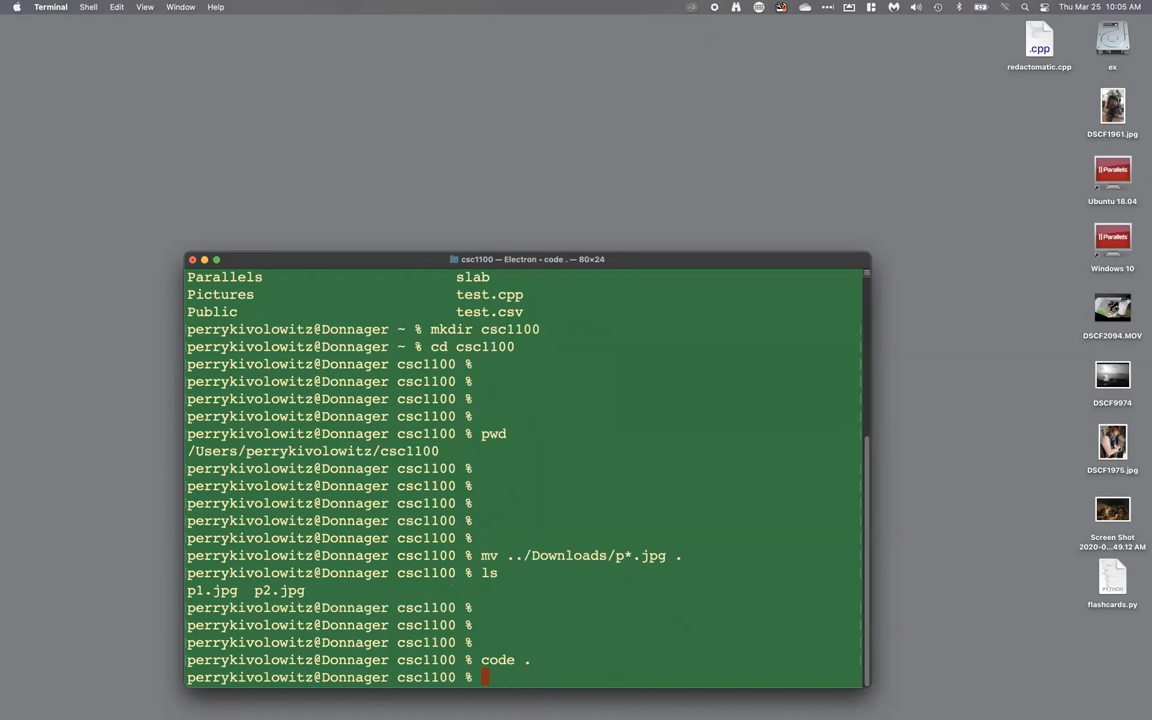 Terminal Shell Edit View Window Help
Thu Mar 25 10:05 AM
.cpp
redactomatic.cpp
ex
DSCF1961.jpg
|| Parallels
Ubuntu 18.04
|| Parallels
Windows 10
DSCF2094.MOV
DSCF9974
DSCF1975.jpg
Screen Shot
2020-0...49.12 AM
PYTHON
flashcards.py
csc1100 — Electron ◂ code . — 80×24
Parallels slab
Pictures test.cpp
Public test.csv
perrykivolowitz@Donnager ~ % mkdir csc1100
perrykivolowitz@Donnager ~ % cd csc1100
perrykivolowitz@Donnager csc1100 %
perrykivolowitz@Donnager csc1100 %
perrykivolowitz@Donnager csc1100 %
perrykivolowitz@Donnager csc1100 %
perrykivolowitz@Donnager csc1100 % pwd
/Users/perrykivolowitz/csc1100
perrykivolowitz@Donnager csc1100 %
perrykivolowitz@Donnager csc1100 %
perrykivolowitz@Donnager csc1100 %
perrykivolowitz@Donnager csc1100 %
perrykivolowitz@Donnager csc1100 %
perrykivolowitz@Donnager csc1100 % mv ../Downloads/p*.jpg .
perrykivolowitz@Donnager csc1100 % ls
p1.jpg p2.jpg
perrykivolowitz@Donnager csc1100 %
perrykivolowitz@Donnager csc1100 %
perrykivolowitz@Donnager csc1100 %
perrykivolowitz@Donnager csc1100 % code .
perrykivolowitz@Donnager csc1100 %